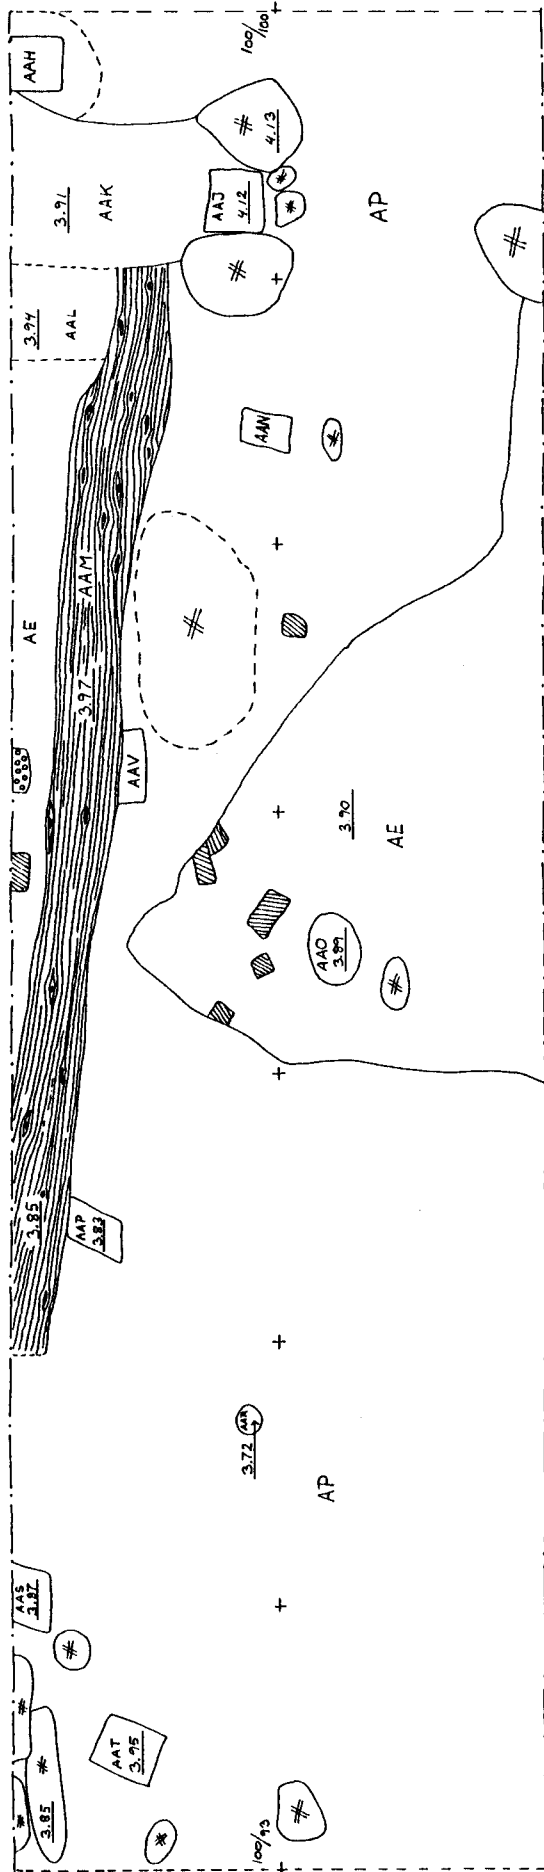 100/100
AAH
4.13
3.91
AAK
AAJ
4.12
AP
3.94
AAL
AAN
AE
AAM
3.97
AAV
3.90
AE
AAO
3.89
3.85
AAP
3.83
AAR
3.72
AP
AAS
3.87
AAT
3.95
3.85
100/93